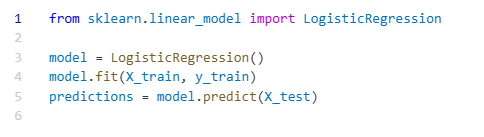 1 from sklearn.linear_model import LogisticRegression
2
3 model = LogisticRegression()
4 model.fit(X_train, y_train)
5 predictions = model.predict(X_test)
6